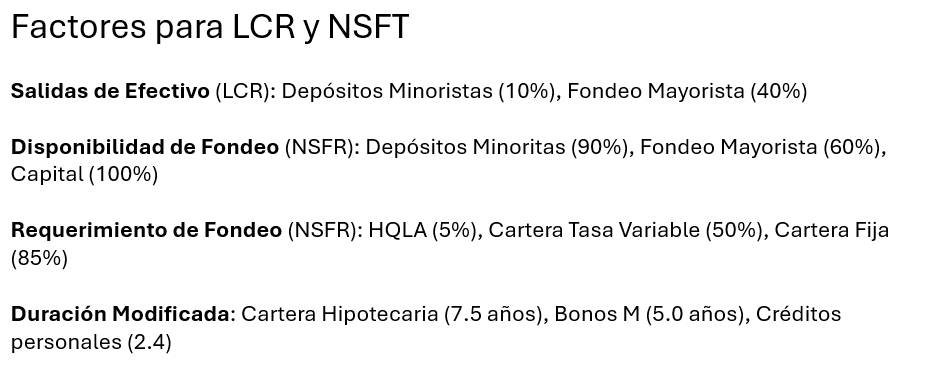 Factores para LCR y NSFT
Salidas de Efectivo (LCR): Depósitos Minoristas (10%), Fondeo Mayorista (40%)
Disponibilidad de Fondeo (NSFR): Depósitos Minoritas (90%), Fondeo Mayorista (60%),
Capital (100%)
Requerimiento de Fondeo (NSFR): HQLA (5%), Cartera Tasa Variable (50%), Cartera Fija
(85%)
Duración Modificada: Cartera Hipotecaria (7.5 años), Bonos M (5.0 años), Créditos
personales (2.4)